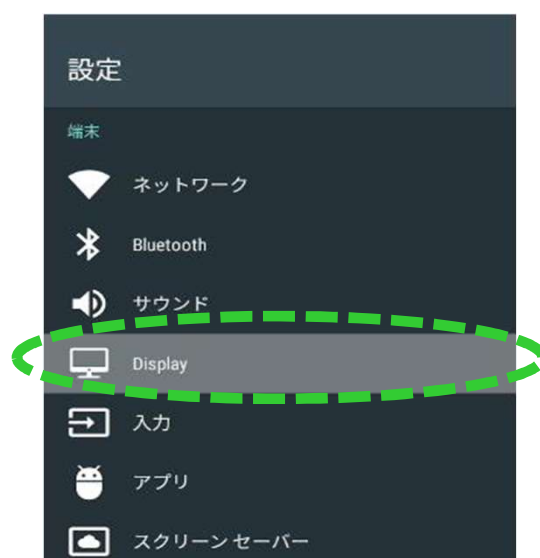 設定
端末
ネットワーク
Bluetooth
サウンド
Display
入力
アプリ
スクリーン セーバー